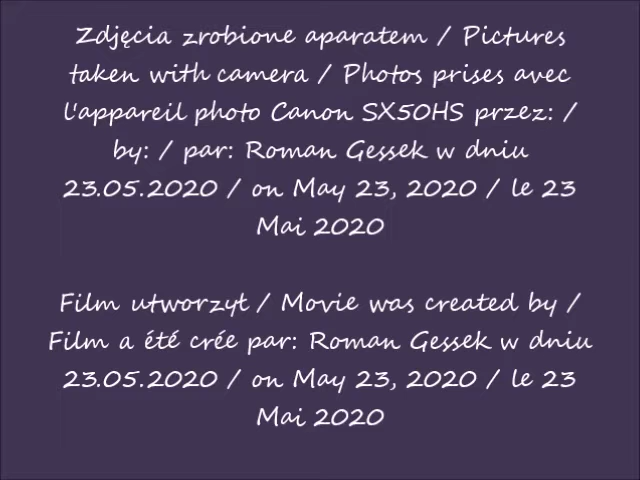 Zdjęcia zrobione aparatem / Pictures
taken with camera / Photos prises avec
l'appareil photo Canon SX50HS przez: /
by: / par: Roman Gessek w dniu
23.05.2020 / on May 23, 2020 / le 23
Mai 2020
Film utworzył / Movie was created by /
Film a été crée par: Roman Gessek w dniu
23.05.2020 / on May 23, 2020 / le 23
Mai 2020